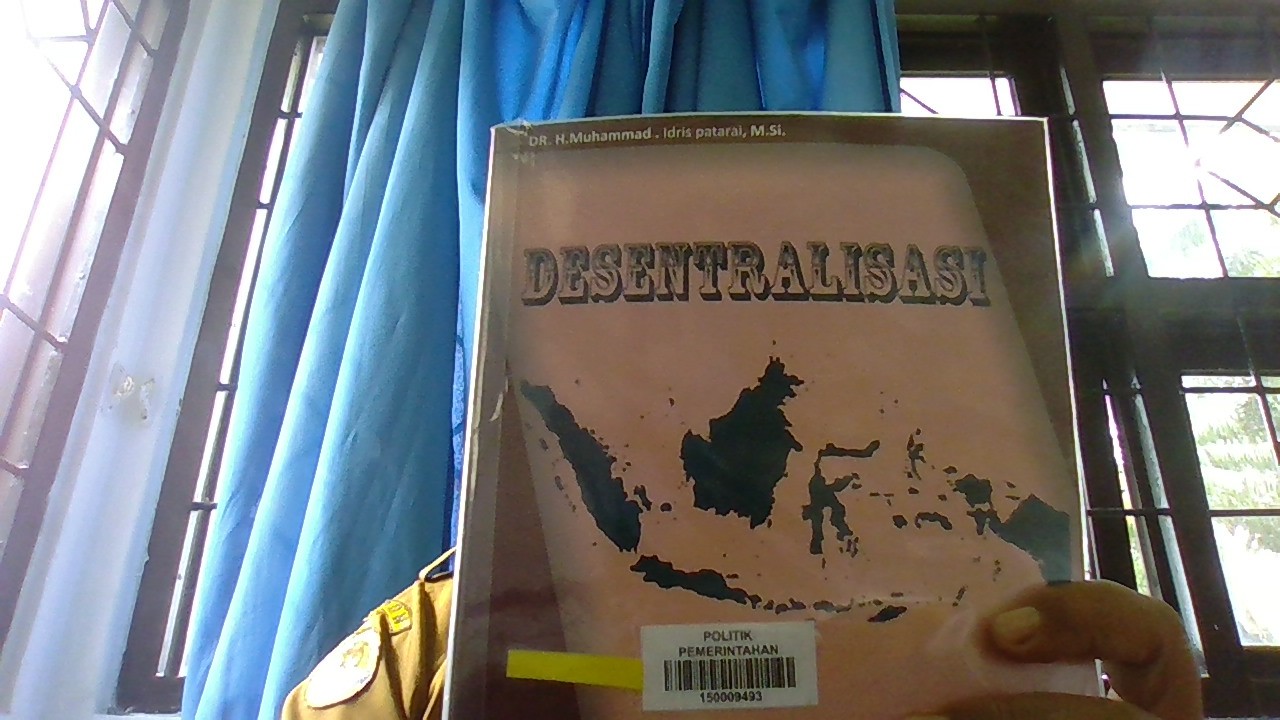 DR. H.Muhammad . Idris patarai, M.Si.
DESENTRALISASI
POLITIK
PEMERINTAHAN
150009493